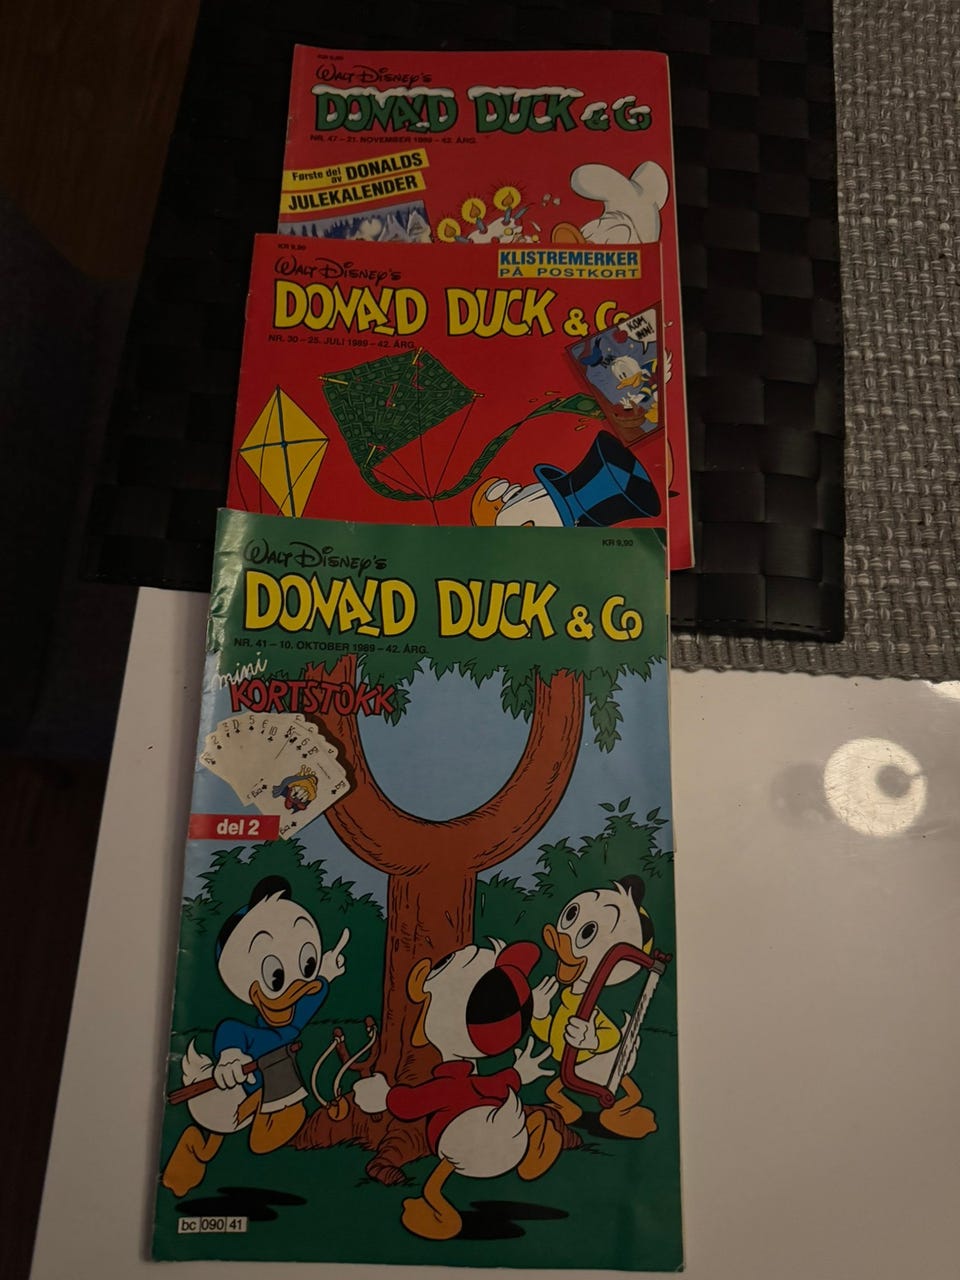 KR 9,90
Walt Disney's
DONALD DUCK & Co
NR. 47 – 21. NOVEMBER 1989 – 42. ÅRG.
Første del av DONALDS
JULEKALENDER
KR 9,90
Walt Disney's
KLISTREMERKER
PÅ POSTKORT
DONALD DUCK & Co
NR. 30 – 25. JULI 1989 – 42. ÅRG.
KOM
INN!
KR 9,90
Walt Disney's
DONALD DUCK & Co
NR. 41 – 10. OKTOBER 1989 – 42. ÅRG.
mini
KORTSTOKK
del 2
bc 090 41